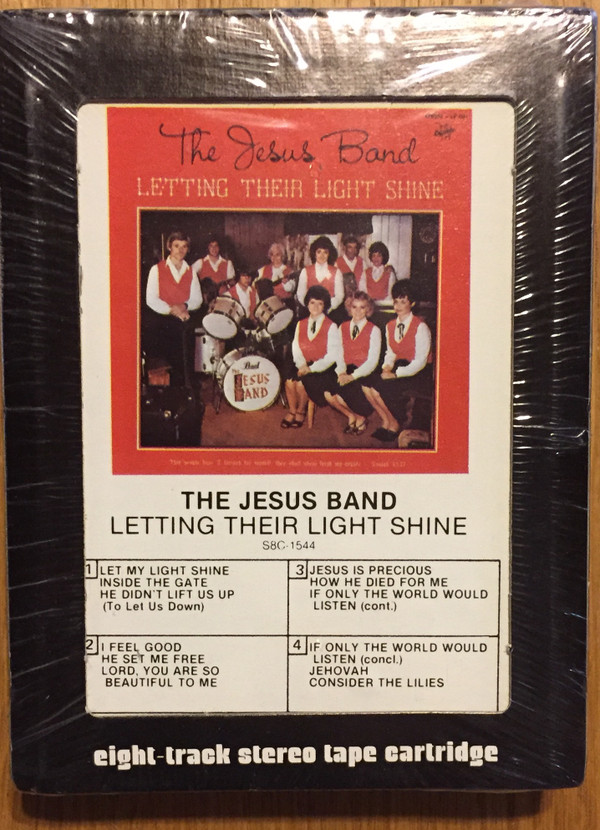 The Jesus Band
LETTING THEIR LIGHT SHINE
Pearl
THE
JESUS
BAND
THE JESUS BAND
LETTING THEIR LIGHT SHINE
S8C-1544
1 LET MY LIGHT SHINE
INSIDE THE GATE
HE DIDN'T LIFT US UP
(To Let Us Down)
2 I FEEL GOOD
HE SET ME FREE
LORD, YOU ARE SO
BEAUTIFUL TO ME
3 JESUS IS PRECIOUS
HOW HE DIED FOR ME
IF ONLY THE WORLD WOULD
LISTEN (cont.)
4 IF ONLY THE WORLD WOULD
LISTEN (concl.)
JEHOVAH
CONSIDER THE LILIES
eight-track stereo tape cartridge